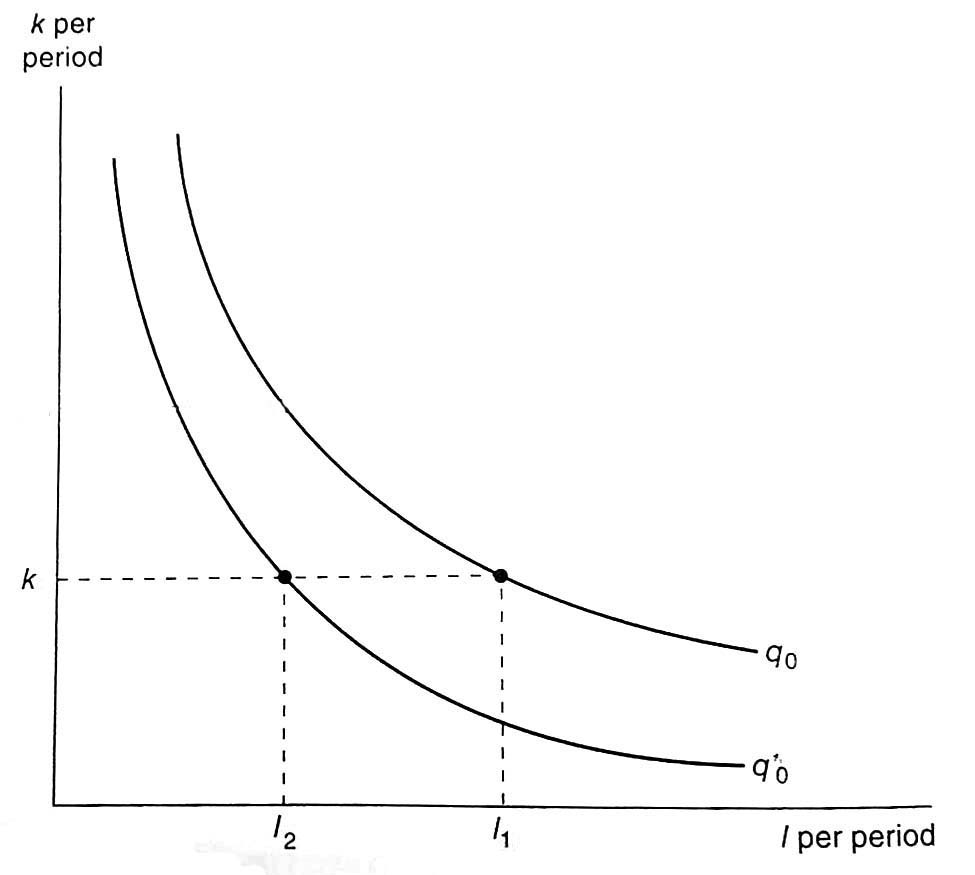 k per
period
k
q₀
q'₀
l₂
l₁
l per period